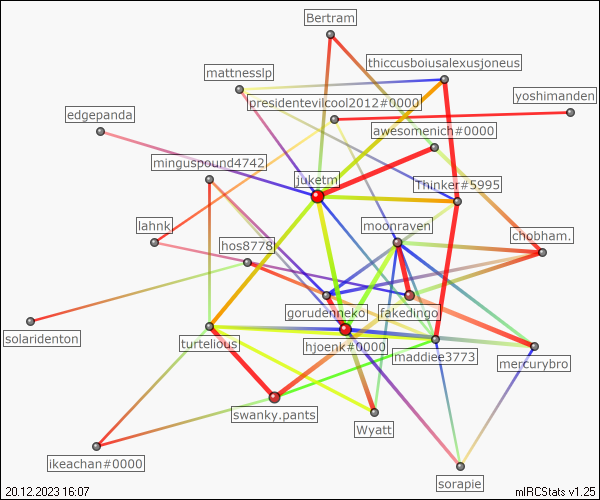 Bertram
thiccusboiusalexusjoneus
mattnesslp
yoshimanden
presidentevilcool2012#0000
edgepanda
awesomenich#0000
minguspound4742
juketm
Thinker#5995
moonraven
lahnk
chobham.
hos8778
gorudenneko
fakedingo
solaridenton
turtelious
hjoenk#0000
maddiee3773
mercurybro
swanky.pants
Wyatt
ikeachan#0000
sorapie
20.12.2023 16:07
mIRCStats v1.25